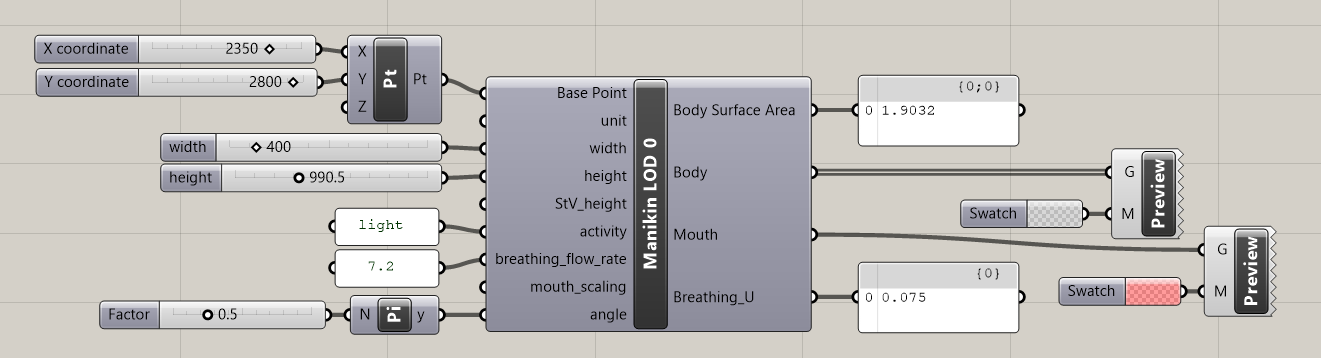 X coordinate 2350
Y coordinate 2800
X
Y
Z
Pt
Pt
width 400
height 990.5
light
7.2
Factor 0.5
N
Pi
y
Base Point
unit
width
height
StV_height
activity
breathing_flow_rate
mouth_scaling
angle
Manikin LOD 0
Body Surface Area
Body
Mouth
Breathing_U
{0;0}
0 1.9032
{0}
0 0.075
Swatch
G
M
Preview
Swatch
G
M
Preview